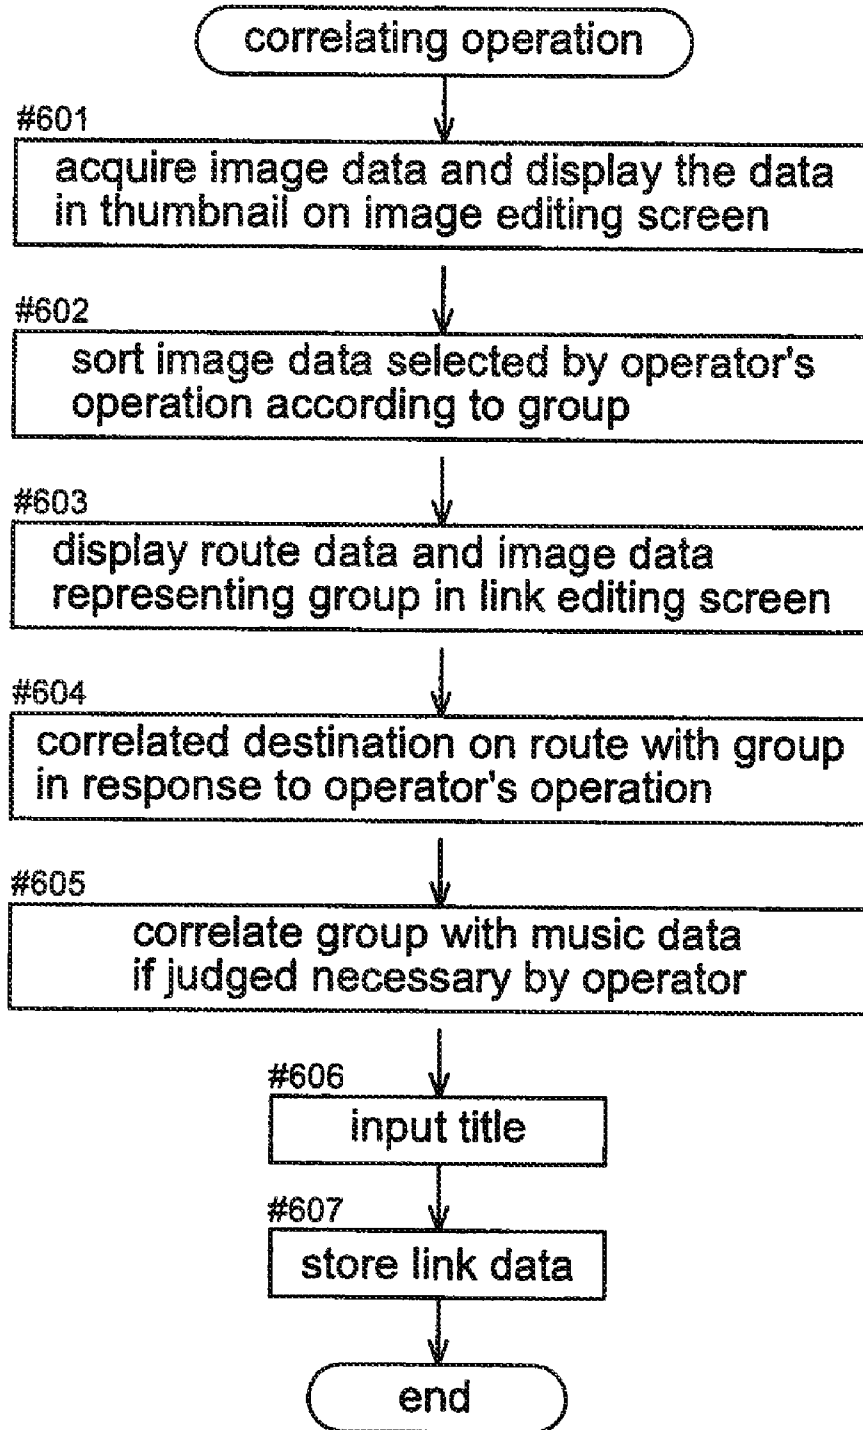 correlating operation
#601
acquire image data and display the data
in thumbnail on image editing screen
#602
sort image data selected by operator's
operation according to group
#603
display route data and image data
representing group in link editing screen
#604
correlated destination on route with group
in response to operator's operation
#605
correlate group with music data
if judged necessary by operator
#606
input title
#607
store link data
end